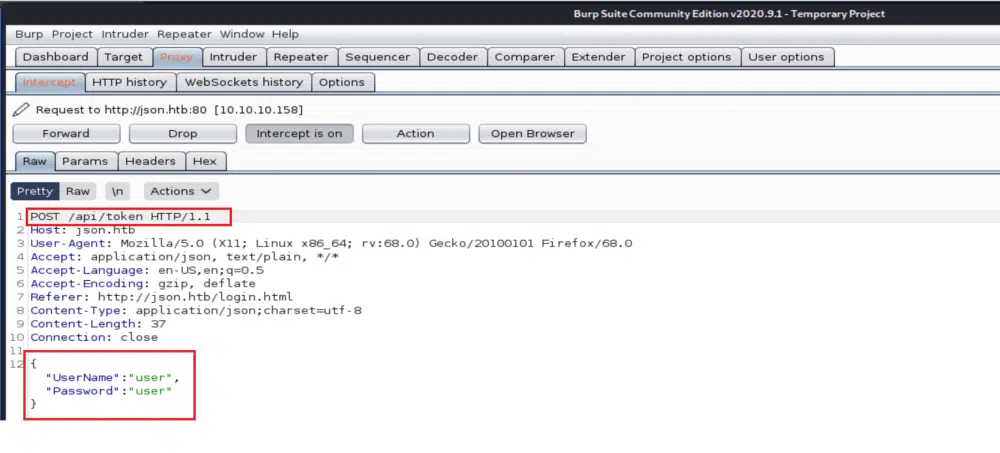 Burp Suite Community Edition v2020.9.1 - Temporary Project
Burp Project Intruder Repeater Window Help
Dashboard Target Proxy Intruder Repeater Sequencer Decoder Comparer Extender Project options User options
Intercept HTTP history WebSockets history Options
Request to http://json.htb:80 [10.10.10.158]
Forward Drop Intercept is on Action Open Browser
Raw Params Headers Hex
Pretty Raw \n Actions
1 POST /api/token HTTP/1.1
2 Host: json.htb
3 User-Agent: Mozilla/5.0 (X11; Linux x86_64; rv:68.0) Gecko/20100101 Firefox/68.0
4 Accept: application/json, text/plain, */*
5 Accept-Language: en-US,en;q=0.5
6 Accept-Encoding: gzip, deflate
7 Referer: http://json.htb/login.html
8 Content-Type: application/json;charset=utf-8
9 Content-Length: 37
10 Connection: close
11
12 {
"UserName":"user",
"Password":"user"
}